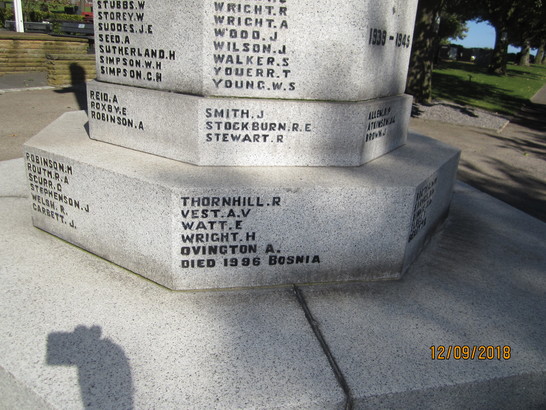 STUBBS.W
STOREY.W
SUDDES.J.E
SEED.A
SUTHERLAND.H
SIMPSON.W.H
SIMPSON.C.H
WRIGHT.R
WRIGHT.A
WOOD.J
WILSON.J
WALKER.S
YOUERR.T
YOUNG.W.S
1939-1945
REID.A
ROXBY.E
ROBINSON.A
SMITH.J
STOCKBURN.R.E
STEWART.R
BROWN.J
ROBINSON.M
ROUTH.R.A
SCURR.C
STEPHENSON.J
WELSH.R.
GARBETT.J.
THORNHILL.R
VEST.A.V
WATT.E
WRIGHT.H
OVINGTON A.
DIED 1996 BOSNIA
12/09/2018